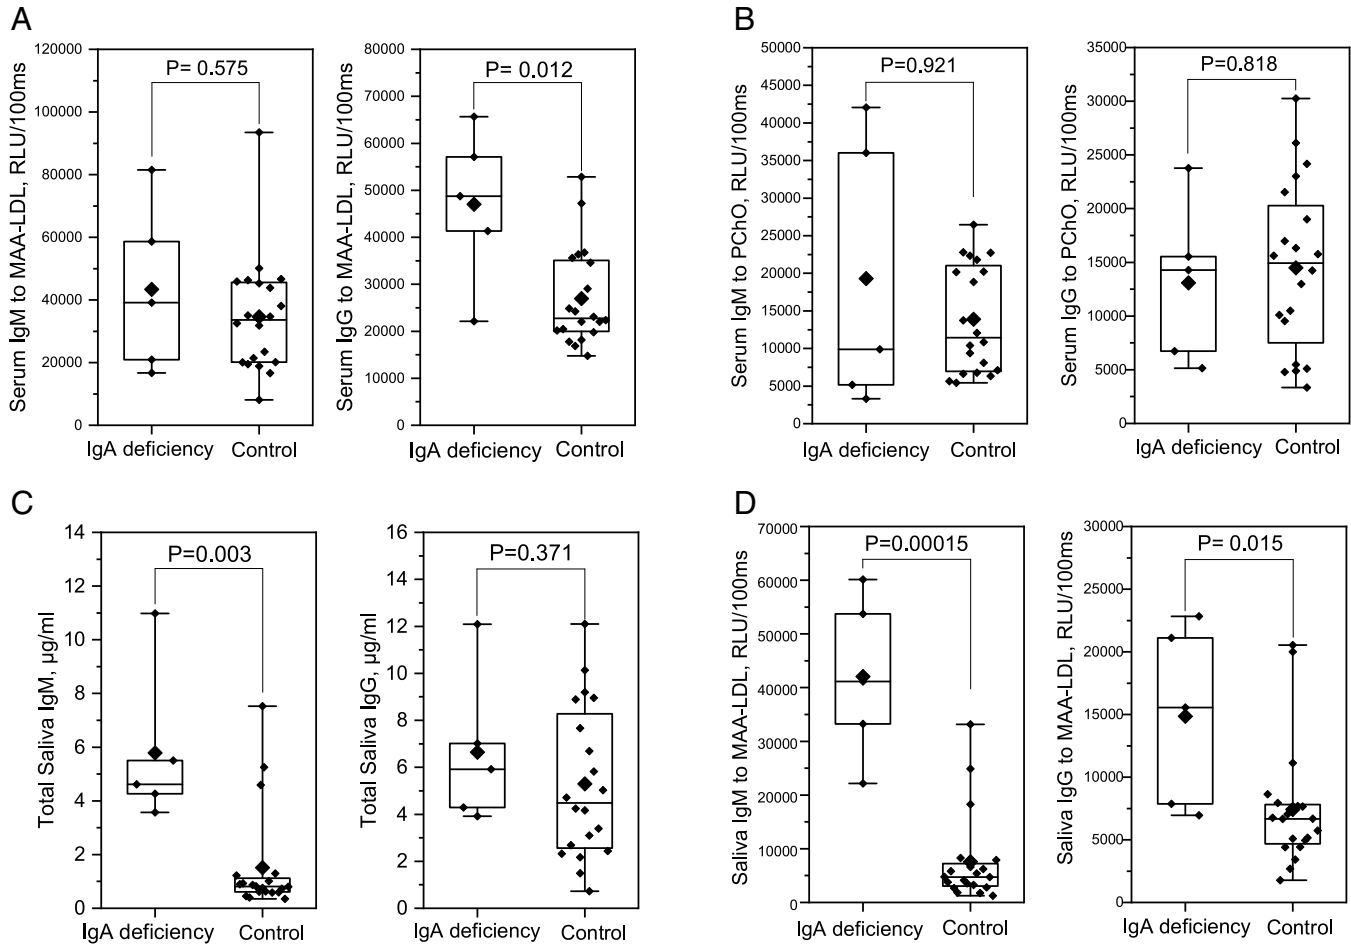 A
Serum IgM to MAA-LDL, RLU/100ms
120000
100000
80000
60000
40000
20000
0
P= 0.575
IgA deficiency
Control
Serum IgG to MAA-LDL, RLU/100ms
80000
70000
60000
50000
40000
30000
20000
10000
0
P= 0.012
IgA deficiency
Control
B
Serum IgM to PChO, RLU/100ms
50000
45000
40000
35000
30000
25000
20000
15000
10000
5000
0
P=0.921
IgA deficiency
Control
Serum IgG to PChO, RLU/100ms
35000
30000
25000
20000
15000
10000
5000
0
P=0.818
IgA deficiency
Control
C
Total Saliva IgM, µg/ml
14
12
10
8
6
4
2
0
P=0.003
IgA deficiency
Control
Total Saliva IgG, µg/ml
16
14
12
10
8
6
4
2
0
P=0.371
IgA deficiency
Control
D
Saliva IgM to MAA-LDL, RLU/100ms
70000
60000
50000
40000
30000
20000
10000
0
P=0.00015
IgA deficiency
Control
Saliva IgG to MAA-LDL, RLU/100ms
30000
25000
20000
15000
10000
5000
0
P= 0.015
IgA deficiency
Control